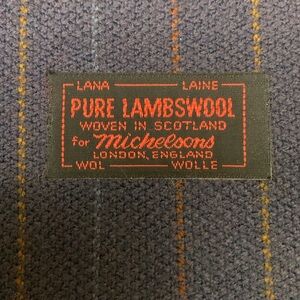 LANA LAINE
PURE LAMBSWOOL
WOVEN IN SCOTLAND
for Michelsons
LONDON, ENGLAND
WOL WOLLE